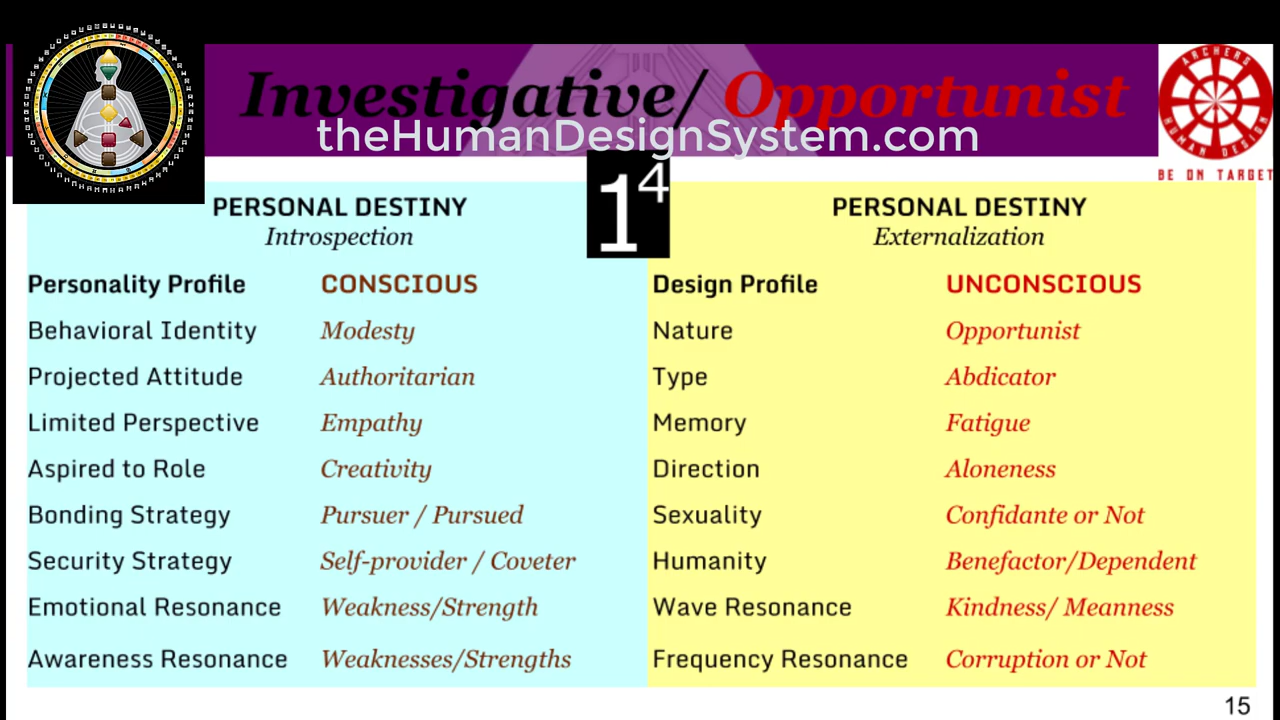 Investigative/ Opportunist
theHumanDesignSystem.com
ARCHERS
HUMAN DESIGN
BE ON TARGET
1 4
PERSONAL DESTINY
Introspection
Personality Profile CONSCIOUS
Behavioral Identity Modesty
Projected Attitude Authoritarian
Limited Perspective Empathy
Aspired to Role Creativity
Bonding Strategy Pursuer / Pursued
Security Strategy Self-provider / Coveter
Emotional Resonance Weakness/Strength
Awareness Resonance Weaknesses/Strengths
PERSONAL DESTINY
Externalization
Design Profile UNCONSCIOUS
Nature Opportunist
Type Abdicator
Memory Fatigue
Direction Aloneness
Sexuality Confidante or Not
Humanity Benefactor/Dependent
Wave Resonance Kindness/ Meanness
Frequency Resonance Corruption or Not
15